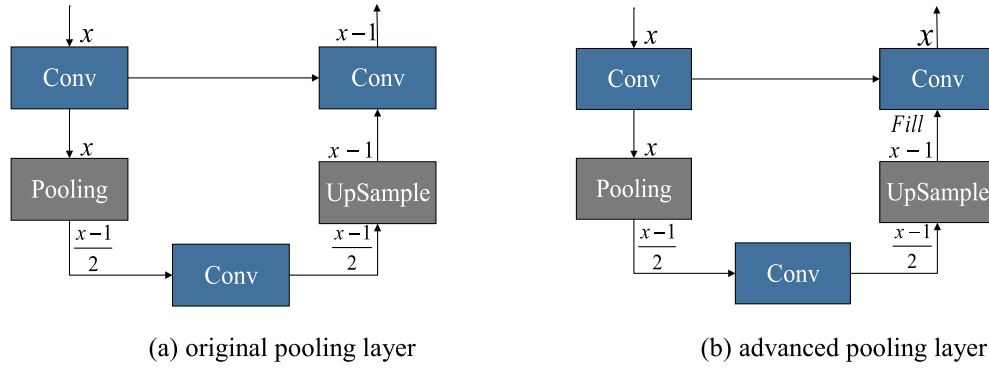 x
x−1
x
x
Conv
Conv
Conv
Conv
Fill
x
x−1
x
x−1
Pooling
UpSample
Pooling
UpSample
x−1
2
x−1
2
x−1
2
x−1
2
Conv
Conv
(a) original pooling layer
(b) advanced pooling layer